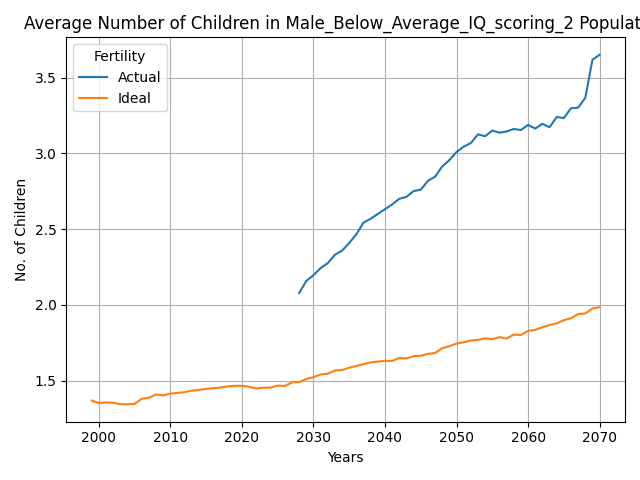 Average Number of Children in Male_Below_Average_IQ_scoring_2 Populat
Fertility
Actual
Ideal
3.5
3.0
2.5
2.0
1.5
No. of Children
2000 2010 2020 2030 2040 2050 2060 2070
Years